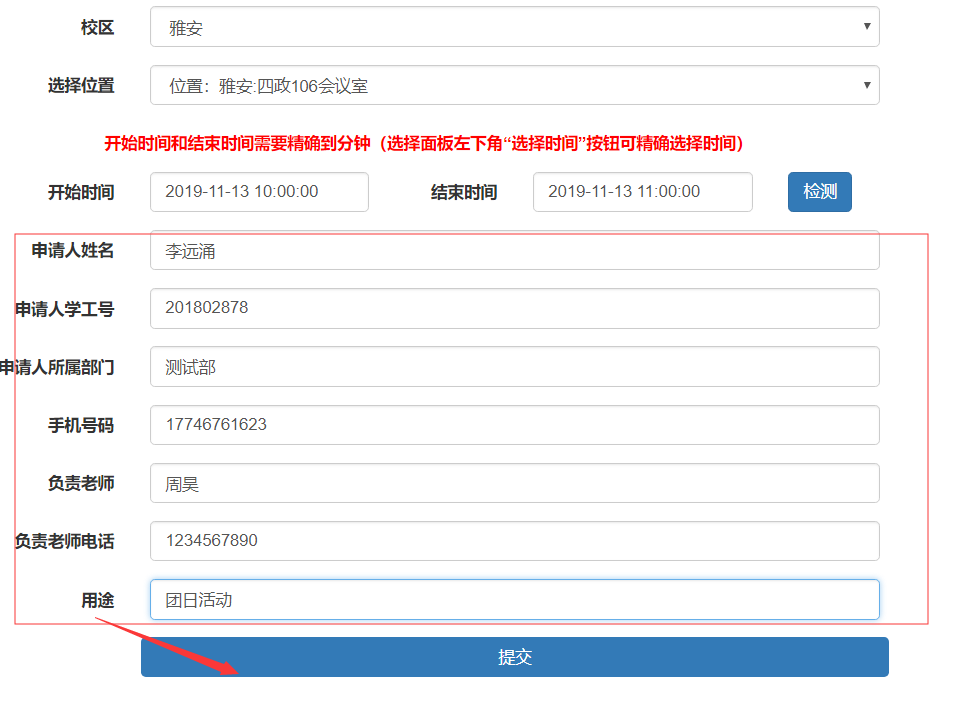 校区 雅安
选择位置 位置：雅安:四政106会议室
开始时间和结束时间需要精确到分钟（选择面板左下角“选择时间”按钮可精确选择时间）
开始时间 2019-11-13 10:00:00 结束时间 2019-11-13 11:00:00 检测
申请人姓名 李远涌
申请人学工号 201802878
申请人所属部门 测试部
手机号码 17746761623
负责老师 周昊
负责老师电话 1234567890
用途 团日活动
提交